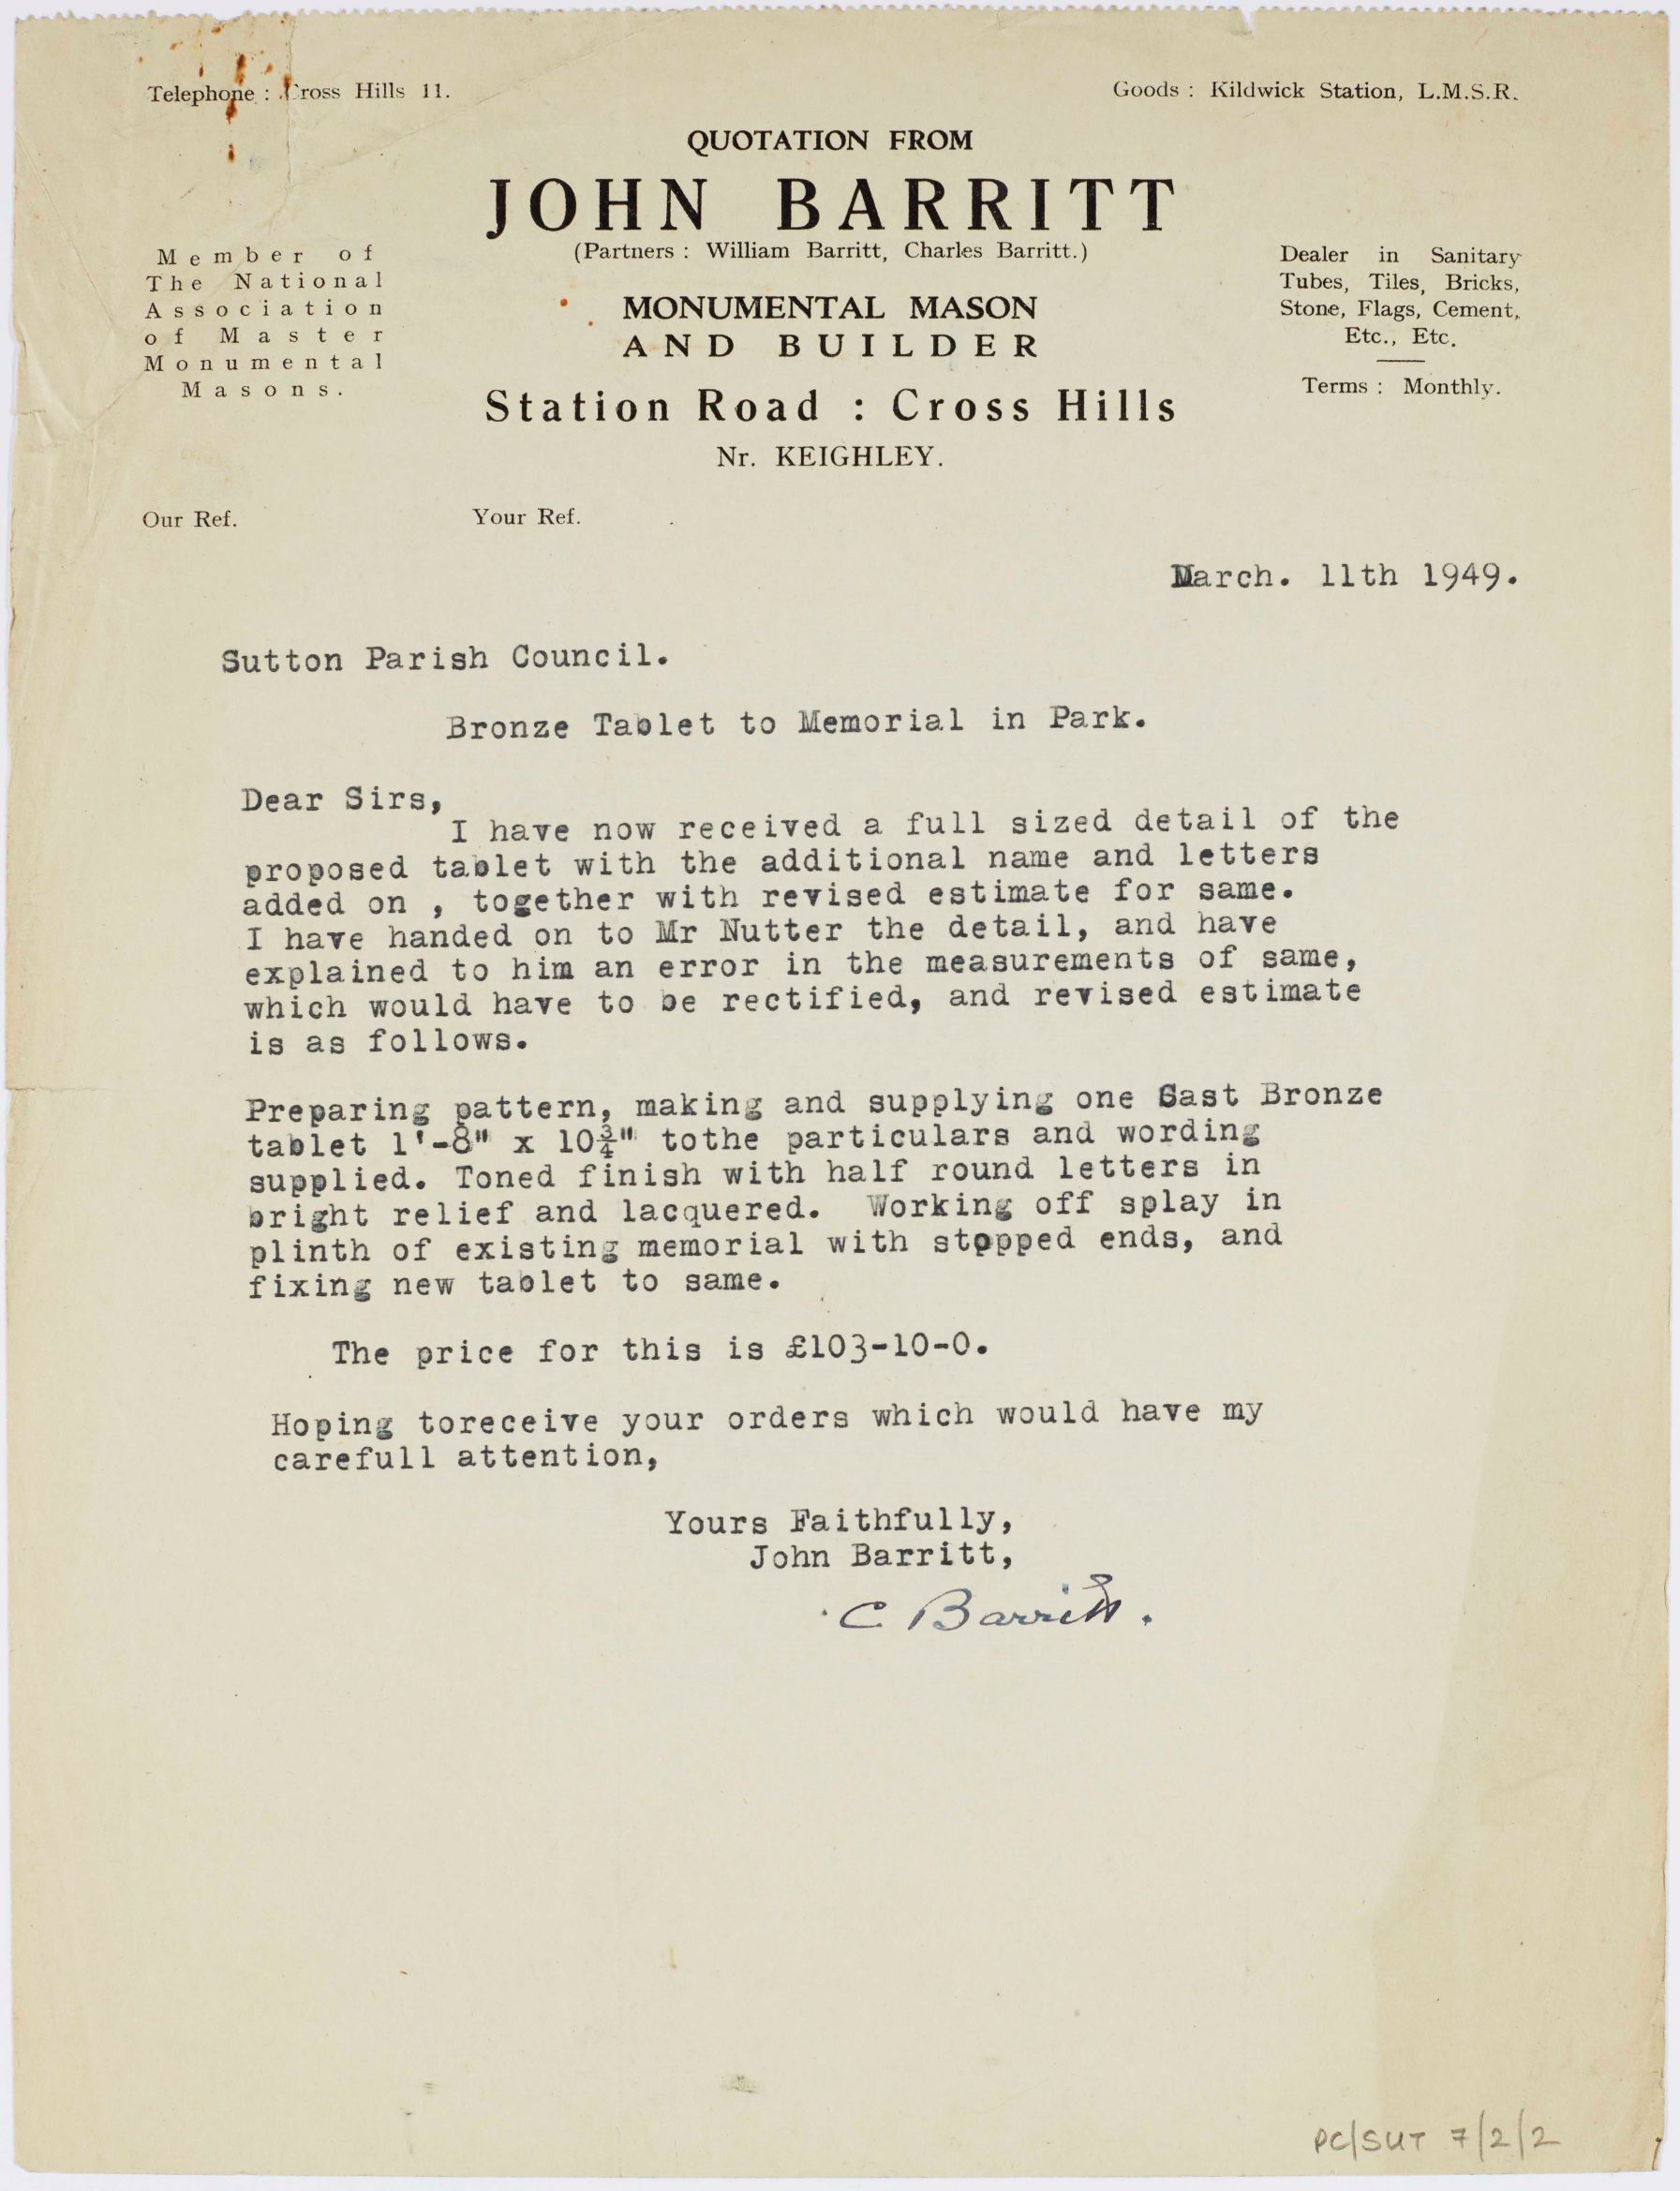 Telephone : Cross Hills 11.
Goods : Kildwick Station, L.M.S.R.
QUOTATION FROM
JOHN BARRITT
(Partners : William Barritt, Charles Barritt.)
Member of
The National
Association
of Master
Monumental
Masons.
MONUMENTAL MASON
AND BUILDER
Station Road : Cross Hills
Nr. KEIGHLEY.
Dealer in Sanitary
Tubes, Tiles, Bricks,
Stone, Flags, Cement,
Etc., Etc.
Terms : Monthly.
Our Ref.
Your Ref.
March. 11th 1949.
Sutton Parish Council.
Bronze Tablet to Memorial in Park.
Dear Sirs,
I have now received a full sized detail of the
proposed tablet with the additional name and letters
added on , together with revised estimate for same.
I have handed on to Mr Nutter the detail, and have
explained to him an error in the measurements of same,
which would have to be rectified, and revised estimate
is as follows.
Preparing pattern, making and supplying one Cast Bronze
tablet 1'-8" x 10¾" tothe particulars and wording
supplied. Toned finish with half round letters in
bright relief and lacquered. Working off splay in
plinth of existing memorial with stopped ends, and
fixing new tablet to same.
The price for this is £103-10-0.
Hoping toreceive your orders which would have my
carefull attention,
Yours Faithfully,
John Barritt,
C Barritt.
PC/SUT 7/2/2